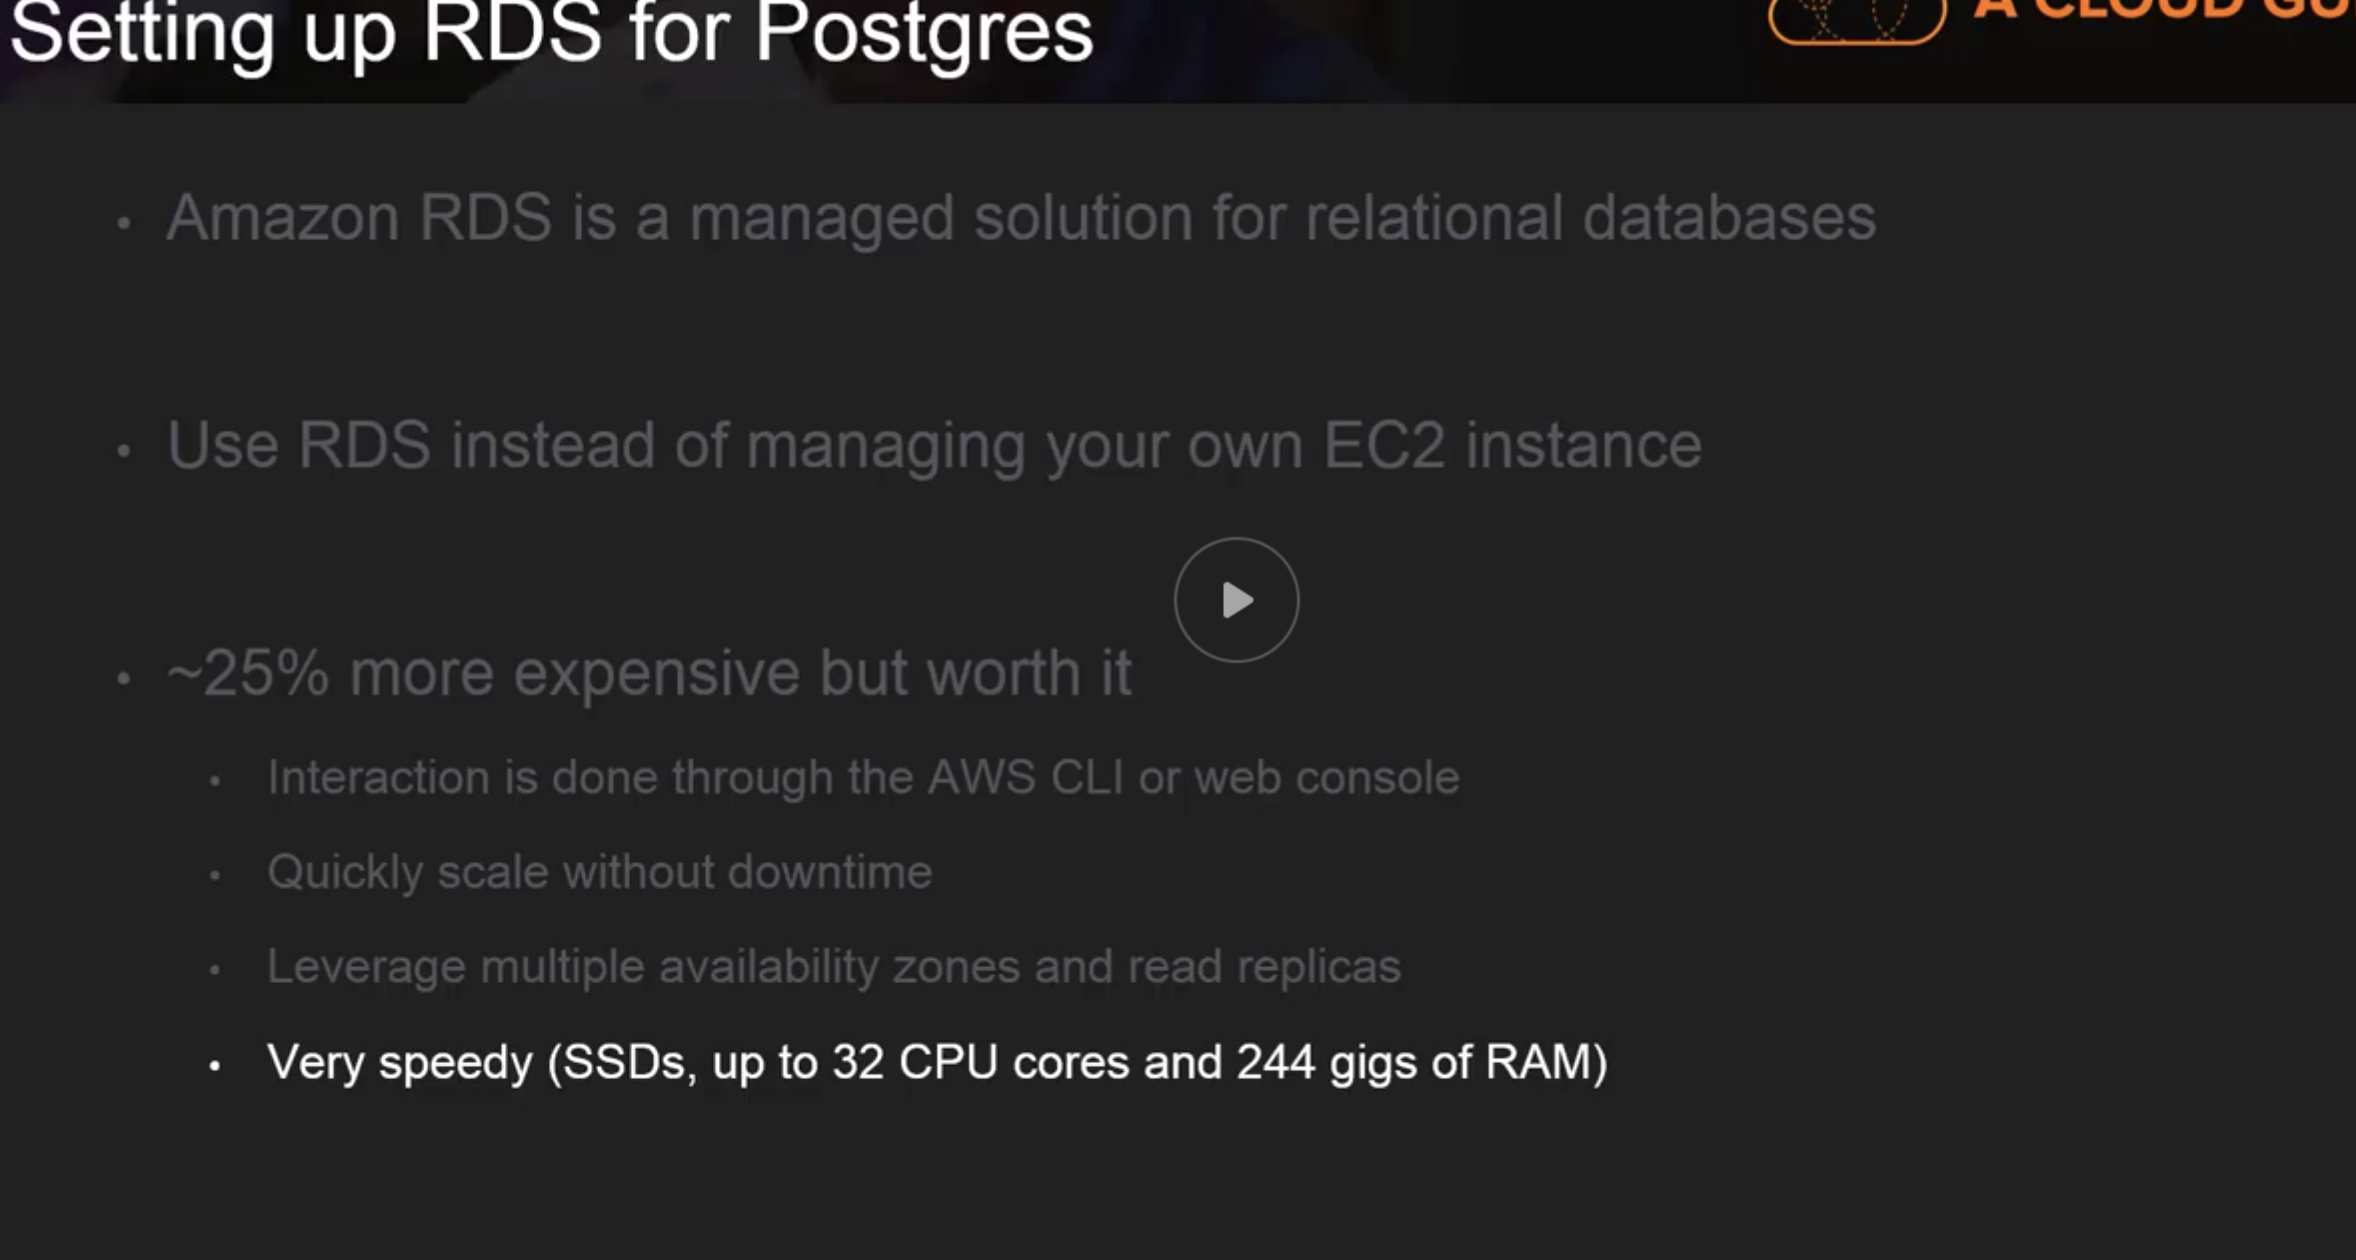 Setting up RDS for Postgres
A CLOUD GU
• Amazon RDS is a managed solution for relational databases
• Use RDS instead of managing your own EC2 instance
• ~25% more expensive but worth it
• Interaction is done through the AWS CLI or web console
• Quickly scale without downtime
• Leverage multiple availability zones and read replicas
• Very speedy (SSDs, up to 32 CPU cores and 244 gigs of RAM)